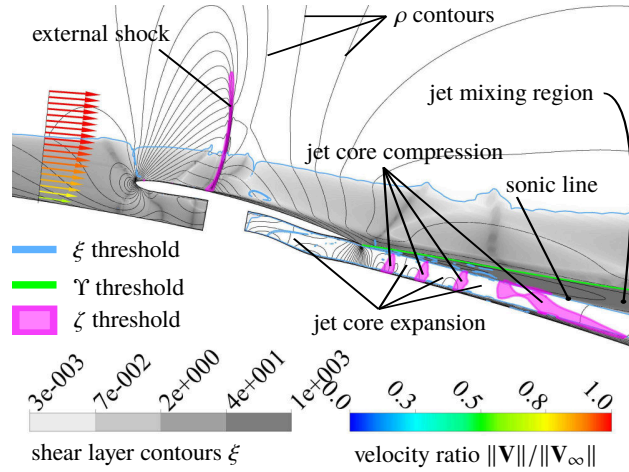 ρ contours
external shock
jet mixing region
jet core compression
sonic line
ξ threshold
ϒ threshold
ζ threshold
jet core expansion
3e-003 7e-002 2e+000 4e+001 1e+003
0.0 0.3 0.5 0.8 1.0
shear layer contours ξ
velocity ratio ‖V‖/‖V∞‖